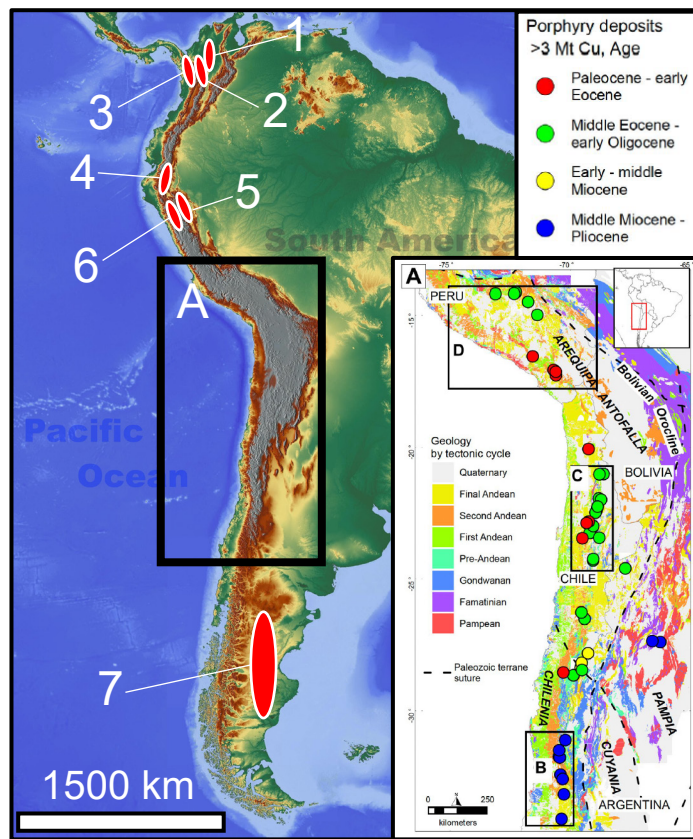 1
2
3
4
5
6
7
A
South America
Pacific
Ocean
1500 km
Porphyry deposits
>3 Mt Cu, Age
Paleocene - early
Eocene
Middle Eocene -
early Oligocene
Early - middle
Miocene
Middle Miocene -
Pliocene
A
-75
-70
-65
-15
-20
-25
-30
PERU
D
AREQUIPA - ANTOFALLA
Bolivian Orocline
BOLIVIA
C
CHILE
Geology
by tectonic cycle
Quaternary
Final Andean
Second Andean
First Andean
Pre-Andean
Gondwanan
Famatinian
Pampean
Paleozoic terrane
suture
CHILENIA
CUYANIA
PAMPIA
B
ARGENTINA
N
0
250
kilometers